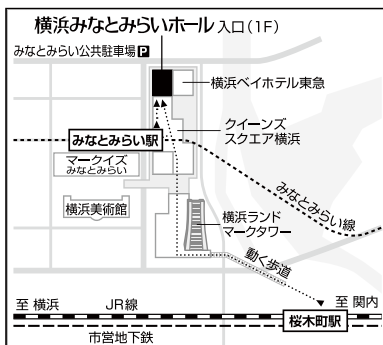 横浜みなとみらいホール 入口(1F)
みなとみらい公共駐車場 P
横浜ベイホテル東急
みなとみらい駅
クイーンズ
スクエア横浜
マークイズ
みなとみらい
みなとみらい線
横浜美術館
横浜ランド
マークタワー
動く歩道
至 横浜
JR線
桜木町駅
至 関内
市営地下鉄